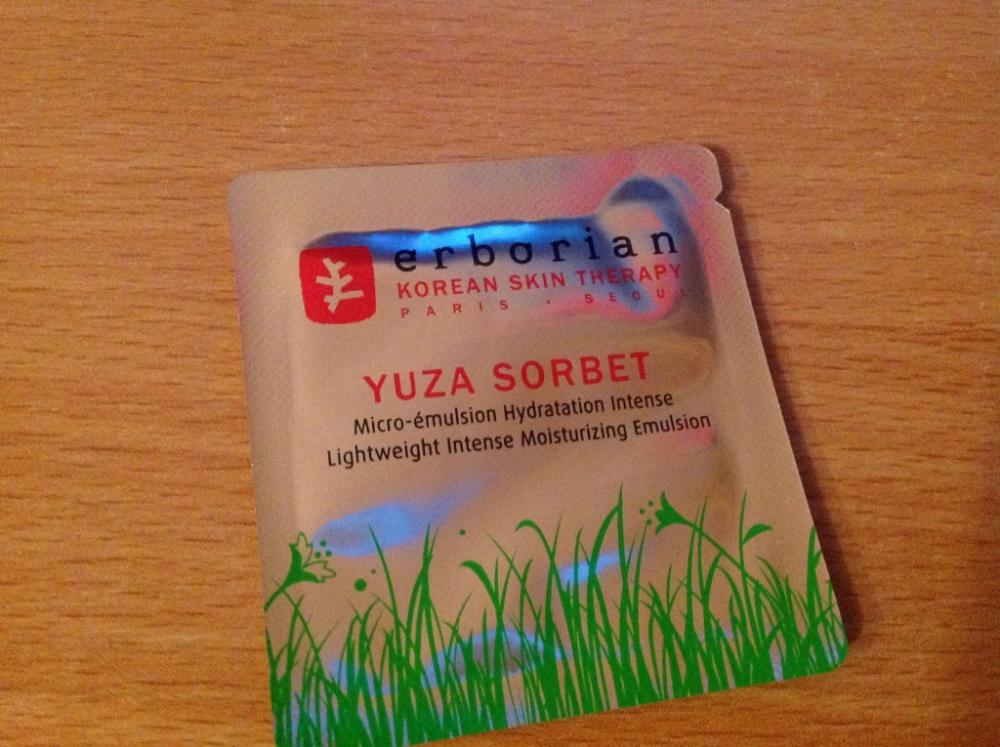 erborian
KOREAN SKIN THERAPY
PARIS · SEOUL
YUZA SORBET
Micro-émulsion Hydratation Intense
Lightweight Intense Moisturizing Emulsion